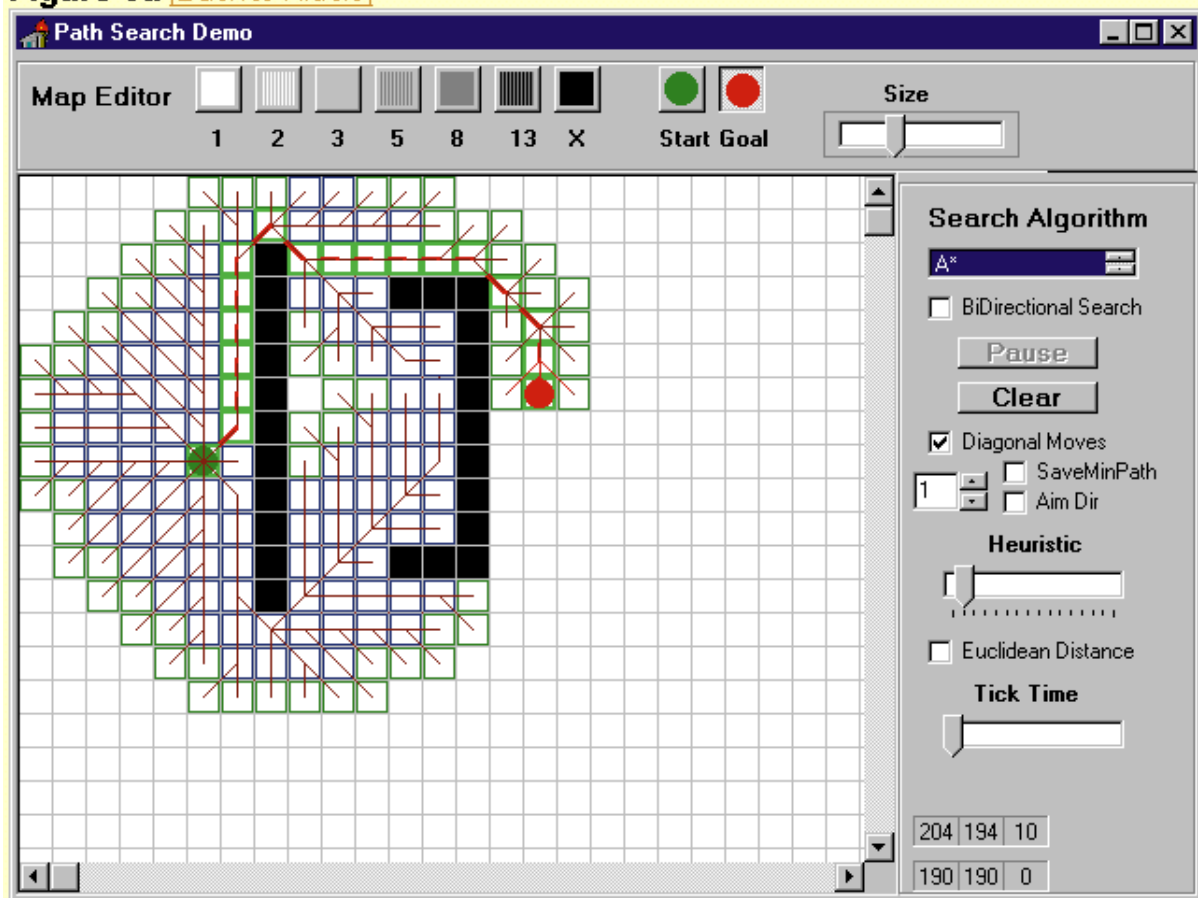 Path Search Demo
Map Editor
1 2 3 5 8 13 X
Start Goal
Size
Search Algorithm
A*
BiDirectional Search
Pause
Clear
Diagonal Moves
1
SaveMinPath
Aim Dir
Heuristic
Euclidean Distance
Tick Time
204 194 10
190 190 0